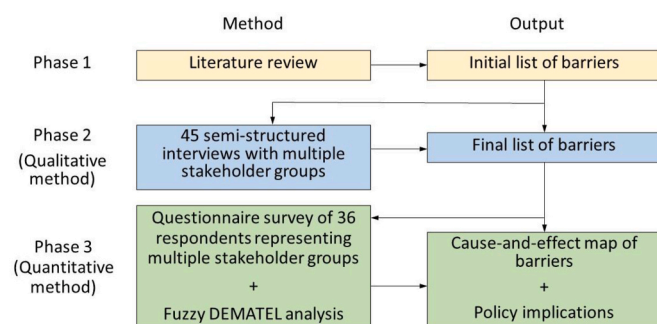 Method
Output
Phase 1
Literature review
Initial list of barriers
Phase 2
(Qualitative
method)
45 semi-structured
interviews with multiple
stakeholder groups
Final list of barriers
Phase 3
(Quantitative
method)
Questionnaire survey of 36
respondents representing
multiple stakeholder groups
+
Fuzzy DEMATEL analysis
Cause-and-effect map of
barriers
+
Policy implications